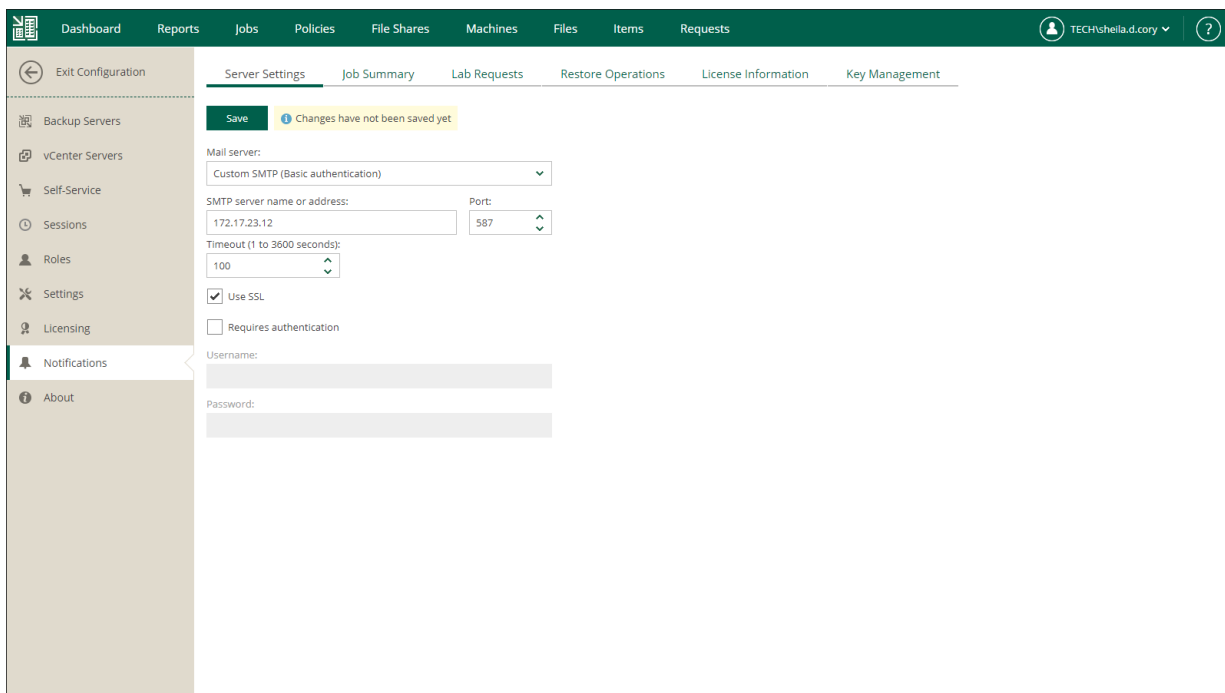 Dashboard Reports Jobs Policies File Shares Machines Files Items Requests TECH\sheila.d.cory ?
Exit Configuration
Backup Servers
vCenter Servers
Self-Service
Sessions
Roles
Settings
Licensing
Notifications
About
Server Settings Job Summary Lab Requests Restore Operations License Information Key Management
Save Changes have not been saved yet
Mail server:
Custom SMTP (Basic authentication)
SMTP server name or address: Port:
172.17.23.12 587
Timeout (1 to 3600 seconds):
100
Use SSL
Requires authentication
Username:
Password: